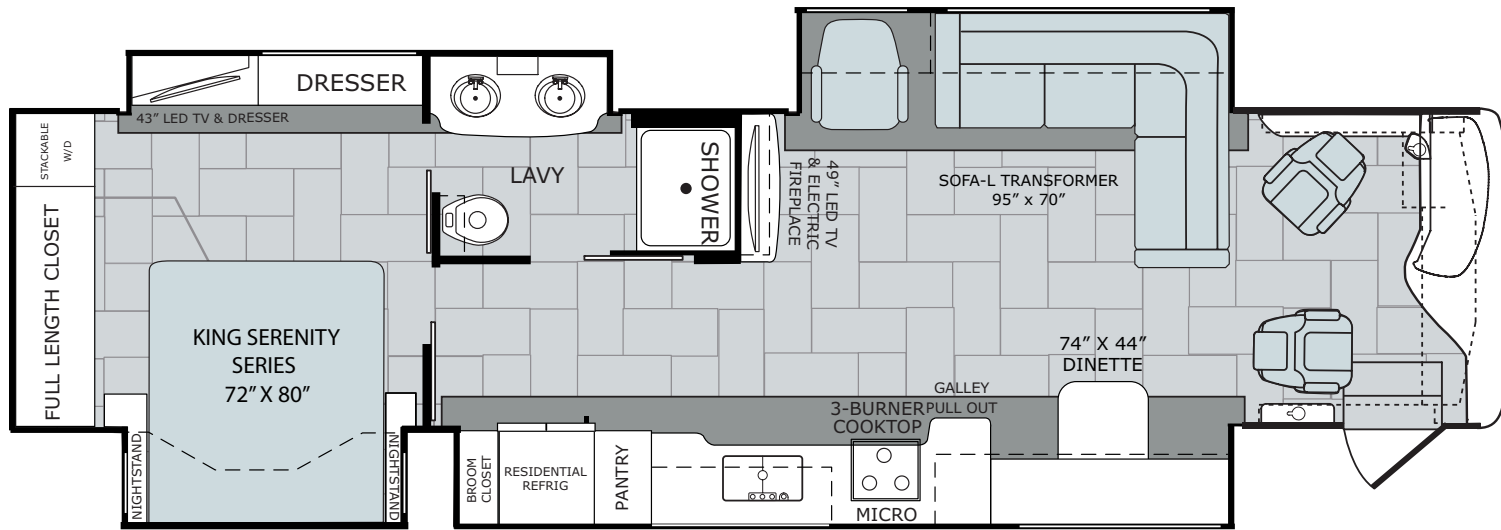 DRESSER
43” LED TV & DRESSER
STACKABLE
W/D
FULL LENGTH CLOSET
KING SERENITY
SERIES
72” X 80”
NIGHTSTAND
NIGHTSTAND
LAVY
SHOWER
49” LED TV
& ELECTRIC
FIREPLACE
SOFA-L TRANSFORMER
95” x 70”
74” X 44”
DINETTE
GALLEY
PULL OUT
3-BURNER
COOKTOP
BROOM
CLOSET
RESIDENTIAL
REFRIG
PANTRY
MICRO